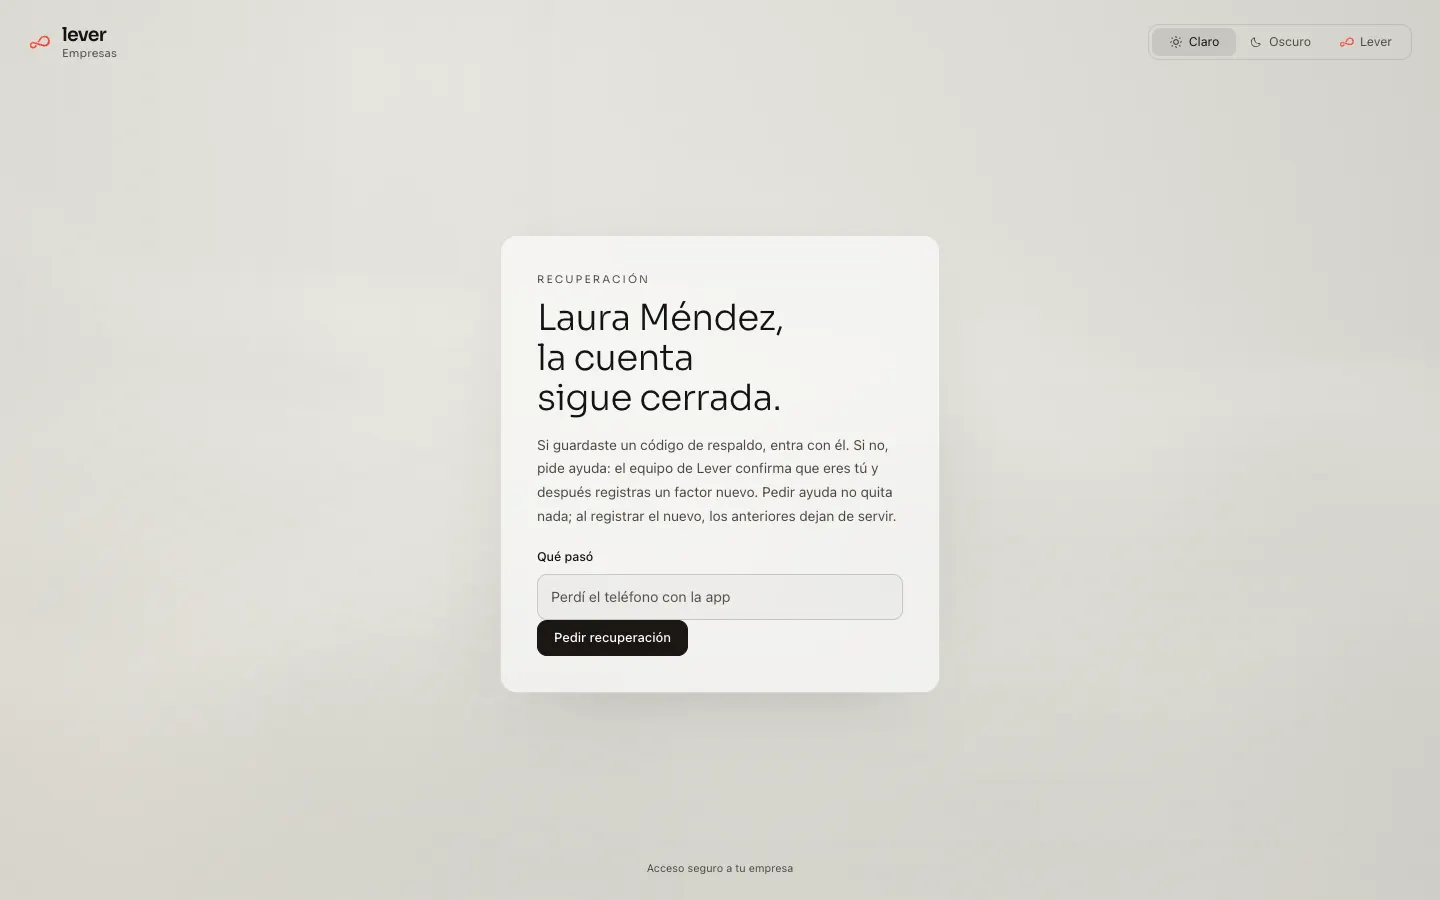 lever
Empresas
Claro
Oscuro
Lever
RECUPERACIÓN
Laura Méndez,
la cuenta
sigue cerrada.
Si guardaste un código de respaldo, entra con él. Si no,
pide ayuda: el equipo de Lever confirma que eres tú y
después registras un factor nuevo. Pedir ayuda no quita
nada; al registrar el nuevo, los anteriores dejan de servir.
Qué pasó
Perdí el teléfono con la app
Pedir recuperación
Acceso seguro a tu empresa